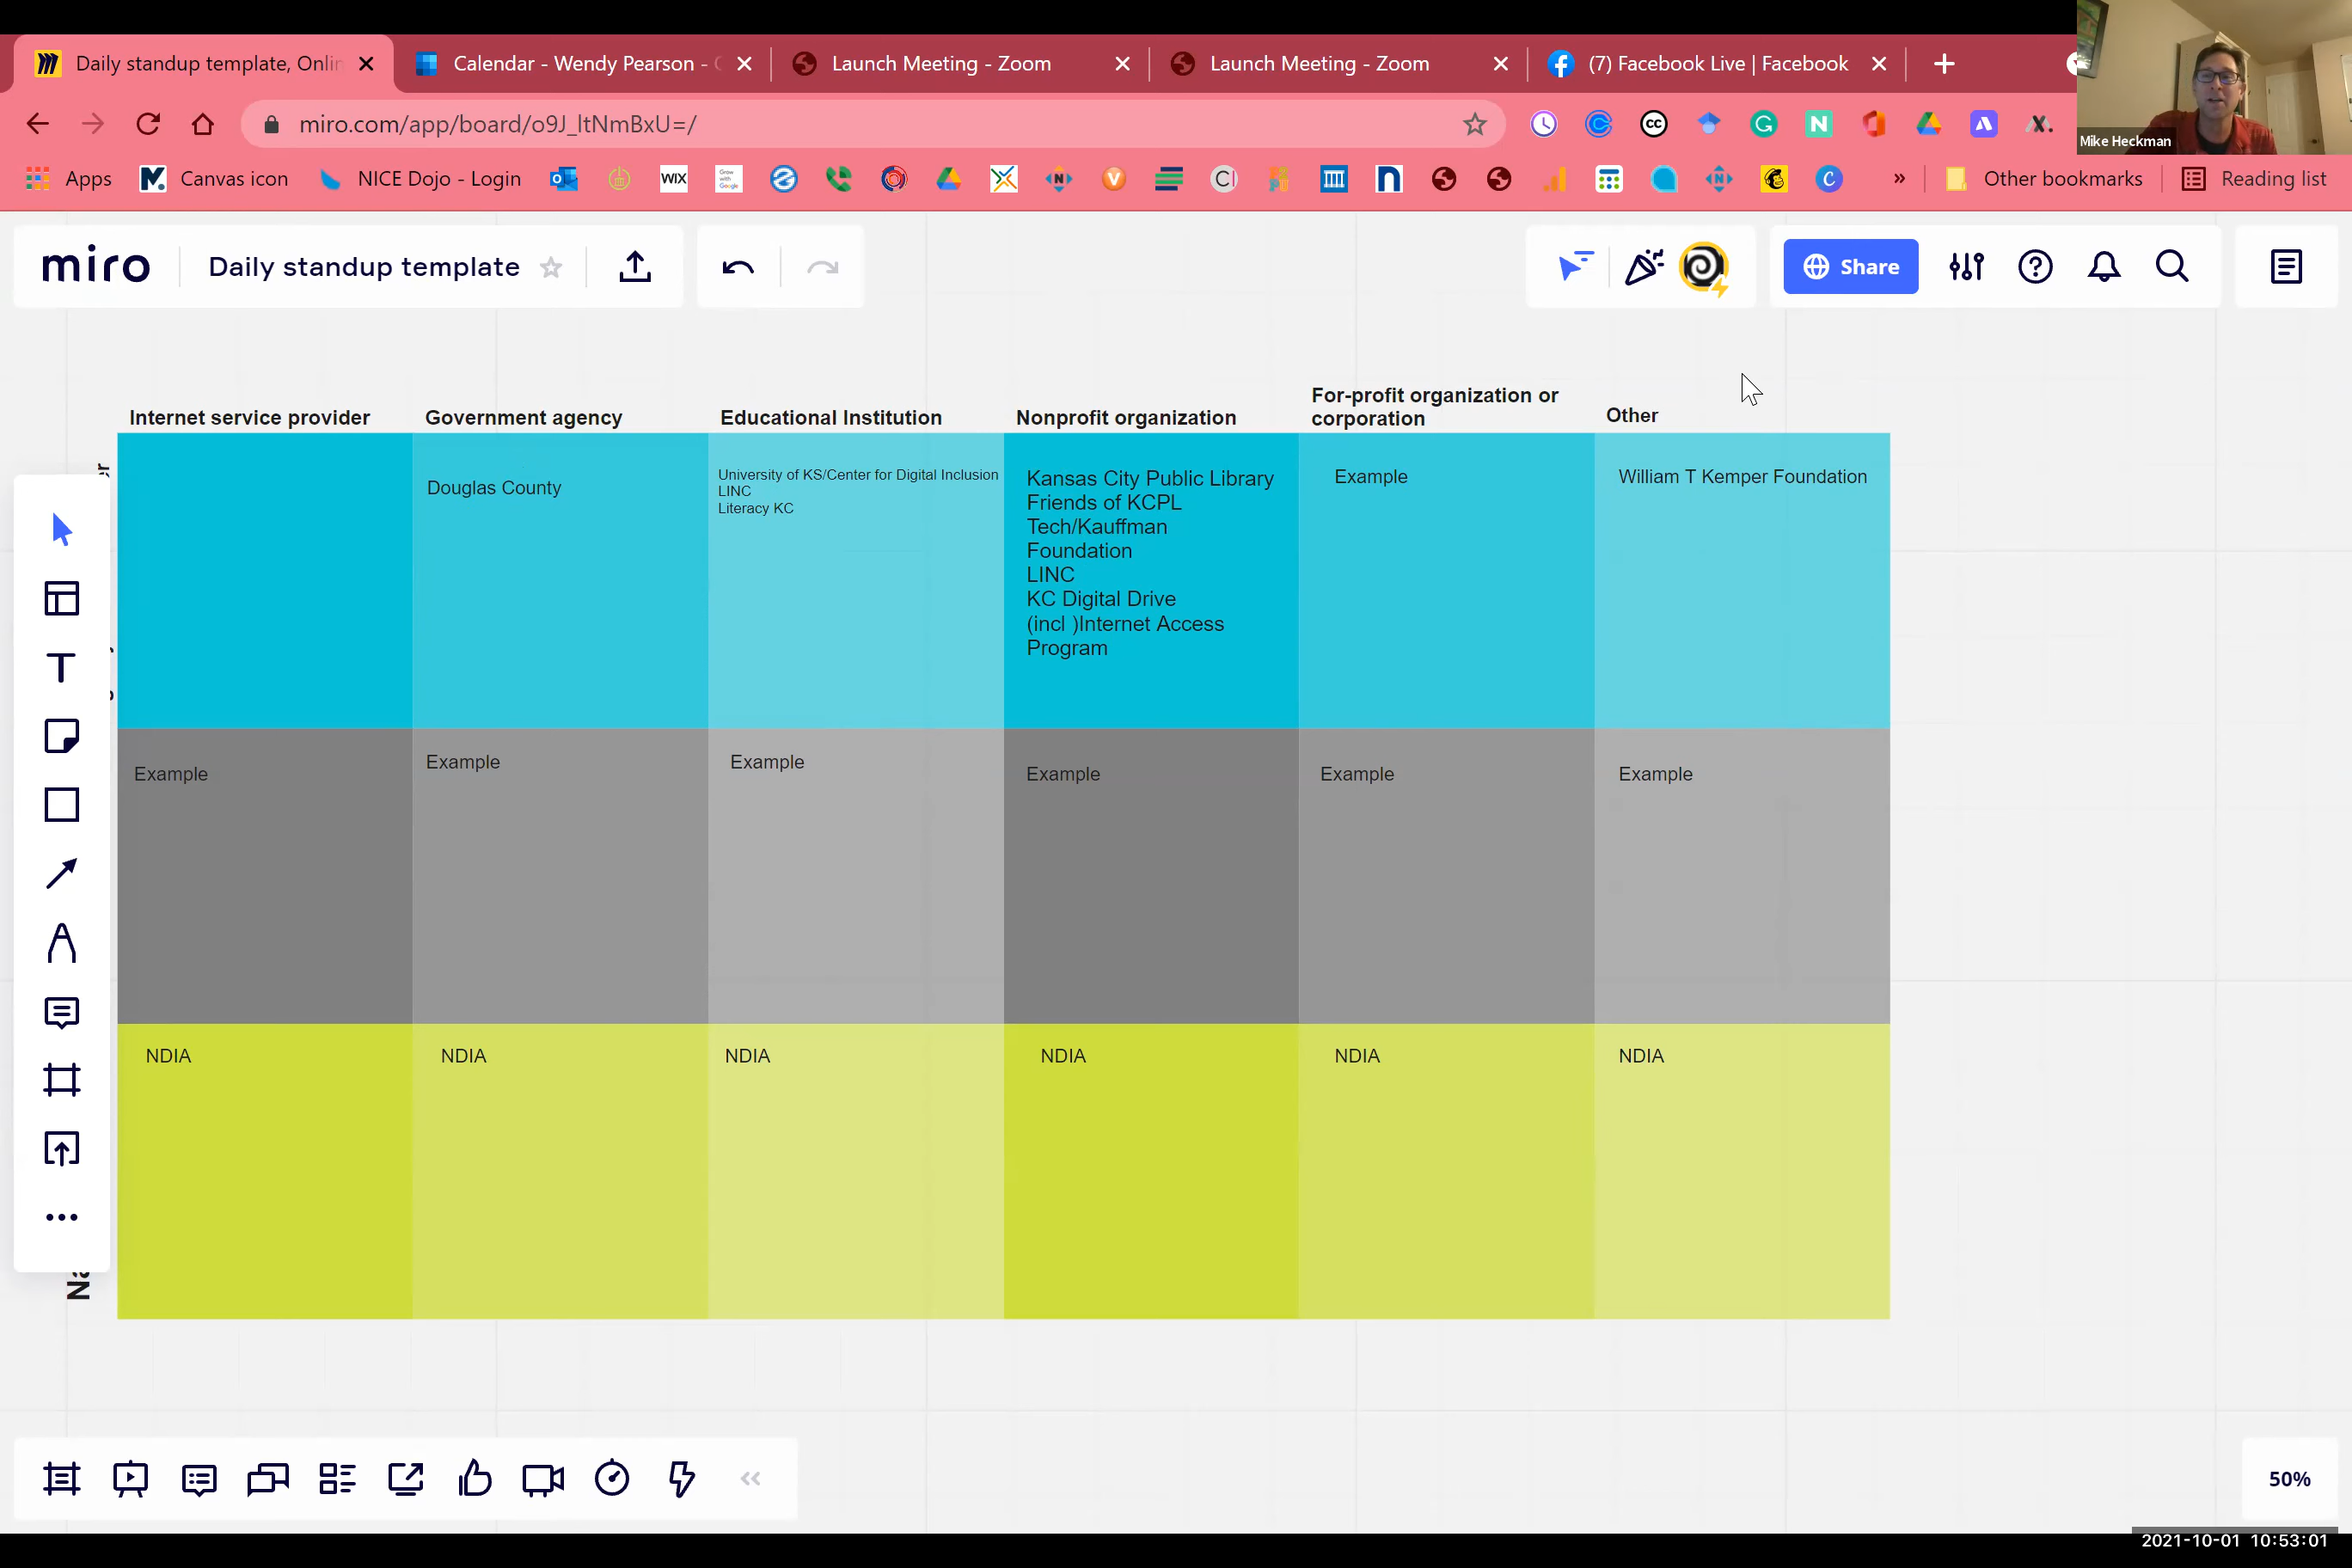 Daily standup template, Onlin
Calendar - Wendy Pearson -
Launch Meeting - Zoom
Launch Meeting - Zoom
(7) Facebook Live | Facebook
miro.com/app/board/o9J_ltNmBxU=/
Mike Heckman
Apps
Canvas icon
NICE Dojo - Login
WIX
Other bookmarks
Reading list
miro
Daily standup template
Share
Internet service provider
Government agency
Educational Institution
Nonprofit organization
For-profit organization or
corporation
Other
Douglas County
University of KS/Center for Digital Inclusion
LINC
Literacy KC
Kansas City Public Library
Friends of KCPL
Tech/Kauffman
Foundation
LINC
KC Digital Drive
(incl )Internet Access
Program
Example
William T Kemper Foundation
Example
Example
Example
Example
Example
Example
NDIA
NDIA
NDIA
NDIA
NDIA
NDIA
50%
2021-10-01 10:53:01